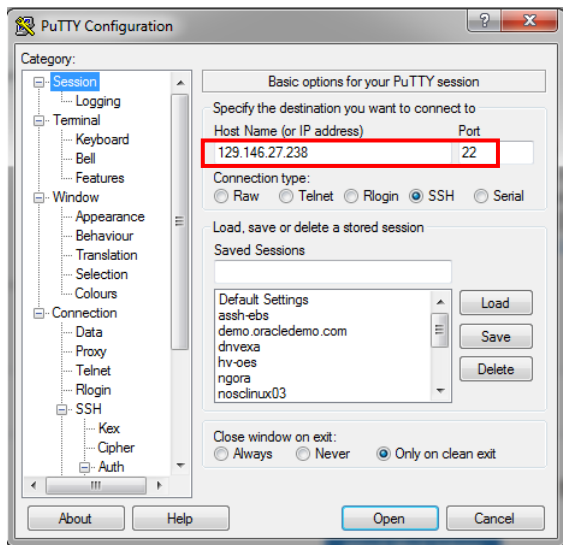 PuTTY Configuration
Category:
Session
Logging
Terminal
Keyboard
Bell
Features
Window
Appearance
Behaviour
Translation
Selection
Colours
Connection
Data
Proxy
Telnet
Rlogin
SSH
Kex
Cipher
Auth
Basic options for your PuTTY session
Specify the destination you want to connect to
Host Name (or IP address) Port
129.146.27.238 22
Connection type:
Raw Telnet Rlogin SSH Serial
Load, save or delete a stored session
Saved Sessions
Default Settings
assh-ebs
demo.oracledemo.com
dnvexa
hv-oes
ngora
nosclinux03
Load
Save
Delete
Close window on exit:
Always Never Only on clean exit
About Help Open Cancel